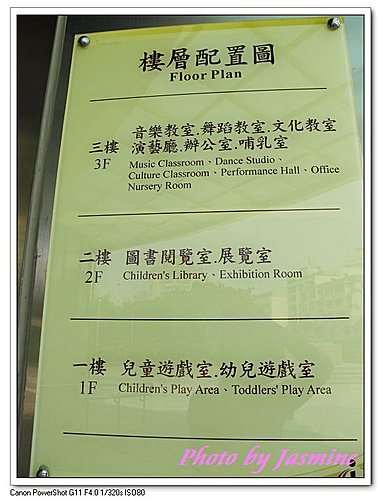 樓層配置圖
Floor Plan
音樂教室.舞蹈教室.文化教室
三樓 演藝廳.辦公室.哺乳室
3F Music Classroom、Dance Studio、
Culture Classroom、Performance Hall、Office
Nursery Room
二樓 圖書閱覽室.展覽室
2F Children's Library、Exhibition Room
一樓 兒童遊戲室.幼兒遊戲室
1F Children's Play Area、Toddlers' Play Area
Photo by Jasmine
Canon PowerShot G11 F4.0 1/320s ISO80